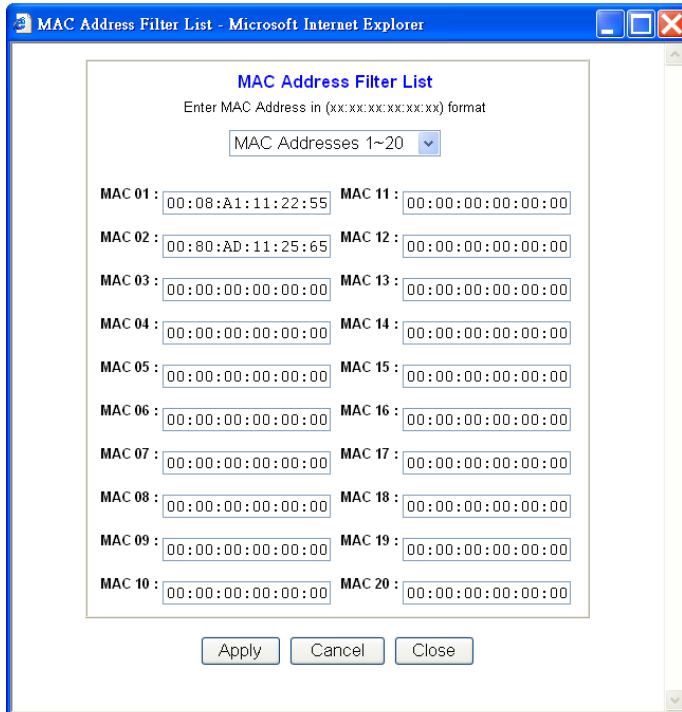 MAC Address Filter List - Microsoft Internet Explorer
MAC Address Filter List
Enter MAC Address in (xx:xx:xx:xx:xx:xx) format
MAC Addresses 1~20
MAC 01 : 00:08:A1:11:22:55 MAC 11 : 00:00:00:00:00:00
MAC 02 : 00:80:AD:11:25:65 MAC 12 : 00:00:00:00:00:00
MAC 03 : 00:00:00:00:00:00 MAC 13 : 00:00:00:00:00:00
MAC 04 : 00:00:00:00:00:00 MAC 14 : 00:00:00:00:00:00
MAC 05 : 00:00:00:00:00:00 MAC 15 : 00:00:00:00:00:00
MAC 06 : 00:00:00:00:00:00 MAC 16 : 00:00:00:00:00:00
MAC 07 : 00:00:00:00:00:00 MAC 17 : 00:00:00:00:00:00
MAC 08 : 00:00:00:00:00:00 MAC 18 : 00:00:00:00:00:00
MAC 09 : 00:00:00:00:00:00 MAC 19 : 00:00:00:00:00:00
MAC 10 : 00:00:00:00:00:00 MAC 20 : 00:00:00:00:00:00
Apply Cancel Close